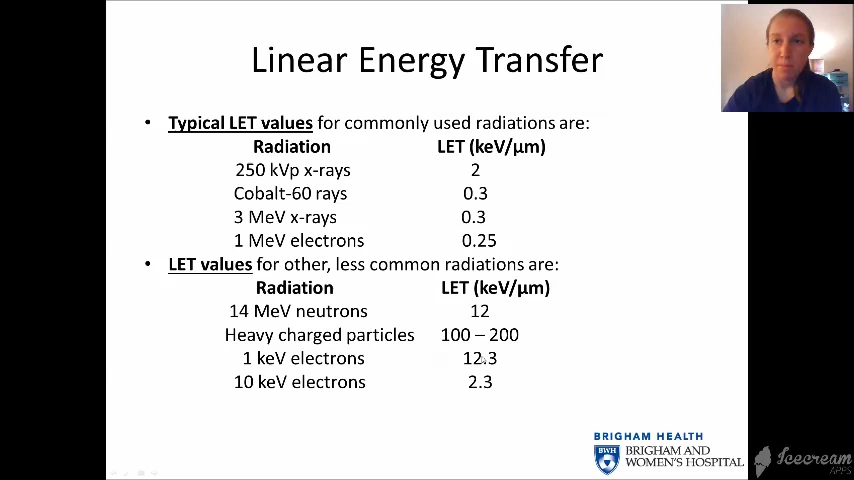 Linear Energy Transfer
• Typical LET values for commonly used radiations are:
Radiation LET (keV/µm)
250 kVp x-rays 2
Cobalt-60 rays 0.3
3 MeV x-rays 0.3
1 MeV electrons 0.25
• LET values for other, less common radiations are:
Radiation LET (keV/µm)
14 MeV neutrons 12
Heavy charged particles 100 – 200
1 keV electrons 12.3
10 keV electrons 2.3
BRIGHAM HEALTH
BWH
BRIGHAM AND
WOMEN'S HOSPITAL
Icecream
APPS